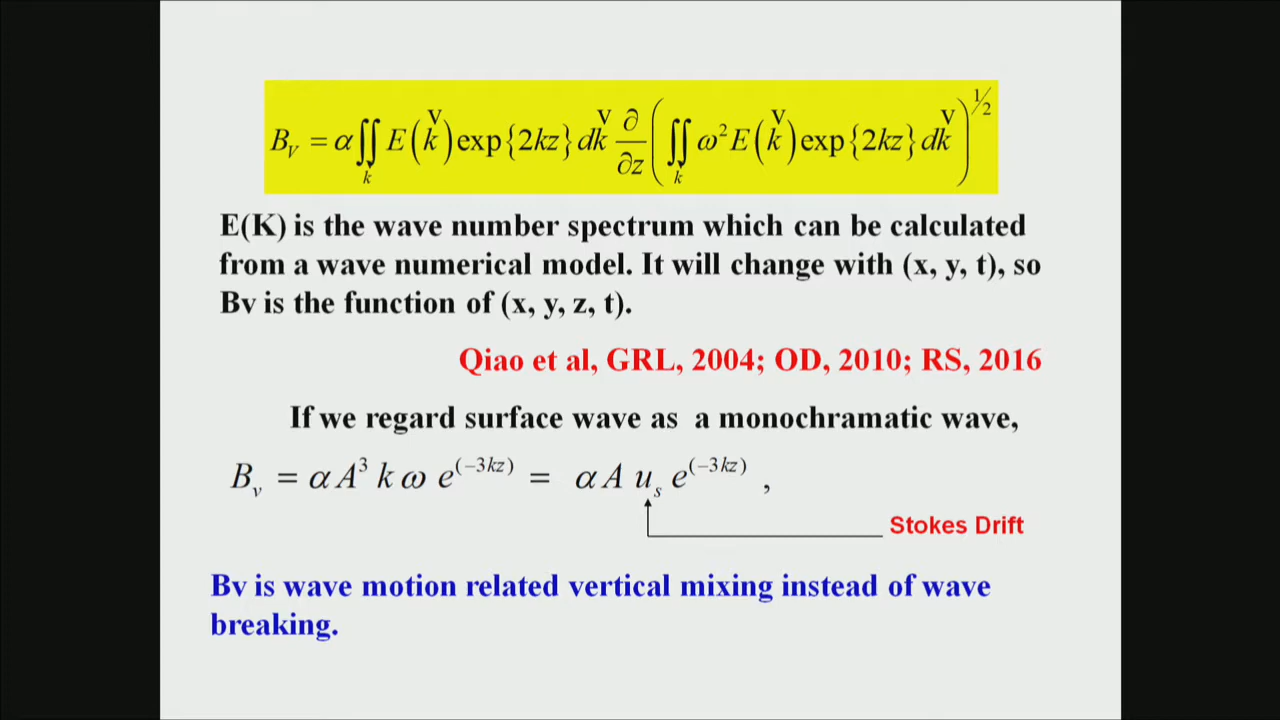 B_V = α∬_k E(k^V)exp{2kz}dk^V ∂/∂z (∬_k ω²E(k^V)exp{2kz}dk^V)^{1/2}
E(K) is the wave number spectrum which can be calculated
from a wave numerical model. It will change with (x, y, t), so
Bv is the function of (x, y, z, t).
Qiao et al, GRL, 2004; OD, 2010; RS, 2016
If we regard surface wave as a monochramatic wave,
B_v = αA³kωe^{(−3kz)} = αAu_s e^{(−3kz)} ,
Stokes Drift
Bv is wave motion related vertical mixing instead of wave
breaking.